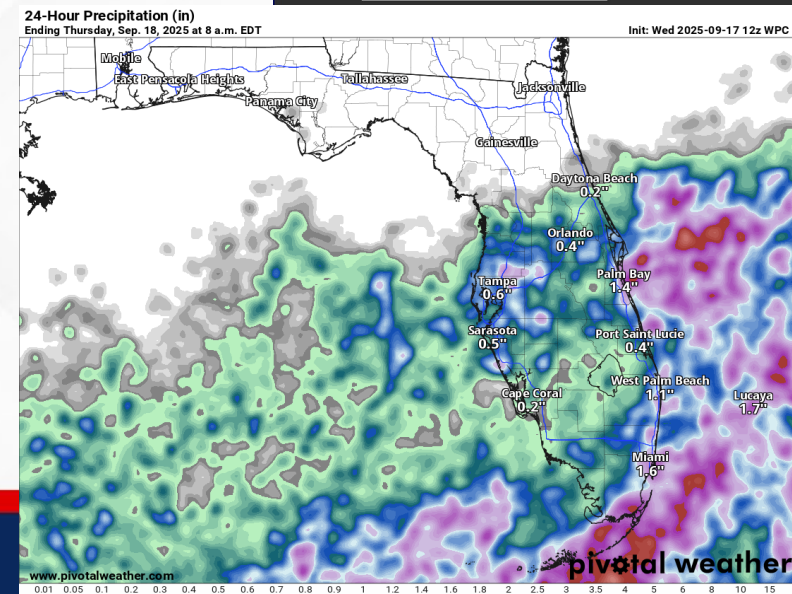 24-Hour Precipitation (in)
Ending Thursday, Sep. 18, 2025 at 8 a.m. EDT
Init: Wed 2025-09-17 12z WPC
Mobile
East Pensacola Heights
Tallahassee
Jacksonville
Panama City
Gainesville
Daytona Beach
0.2"
Orlando
0.4"
Palm Bay
1.4"
Tampa
0.6"
Sarasota
0.5"
Port Saint Lucie
0.4"
West Palm Beach
1.1"
Cape Coral
0.2"
Lucaya
1.7"
Miami
1.6"
pivotal weather
www.pivotalweather.com
0.01 0.05 0.1 0.2 0.3 0.4 0.5 0.6 0.7 0.8 0.9 1 1.2 1.4 1.6 1.8 2 2.5 3 3.5 4 5 6 8 10 15